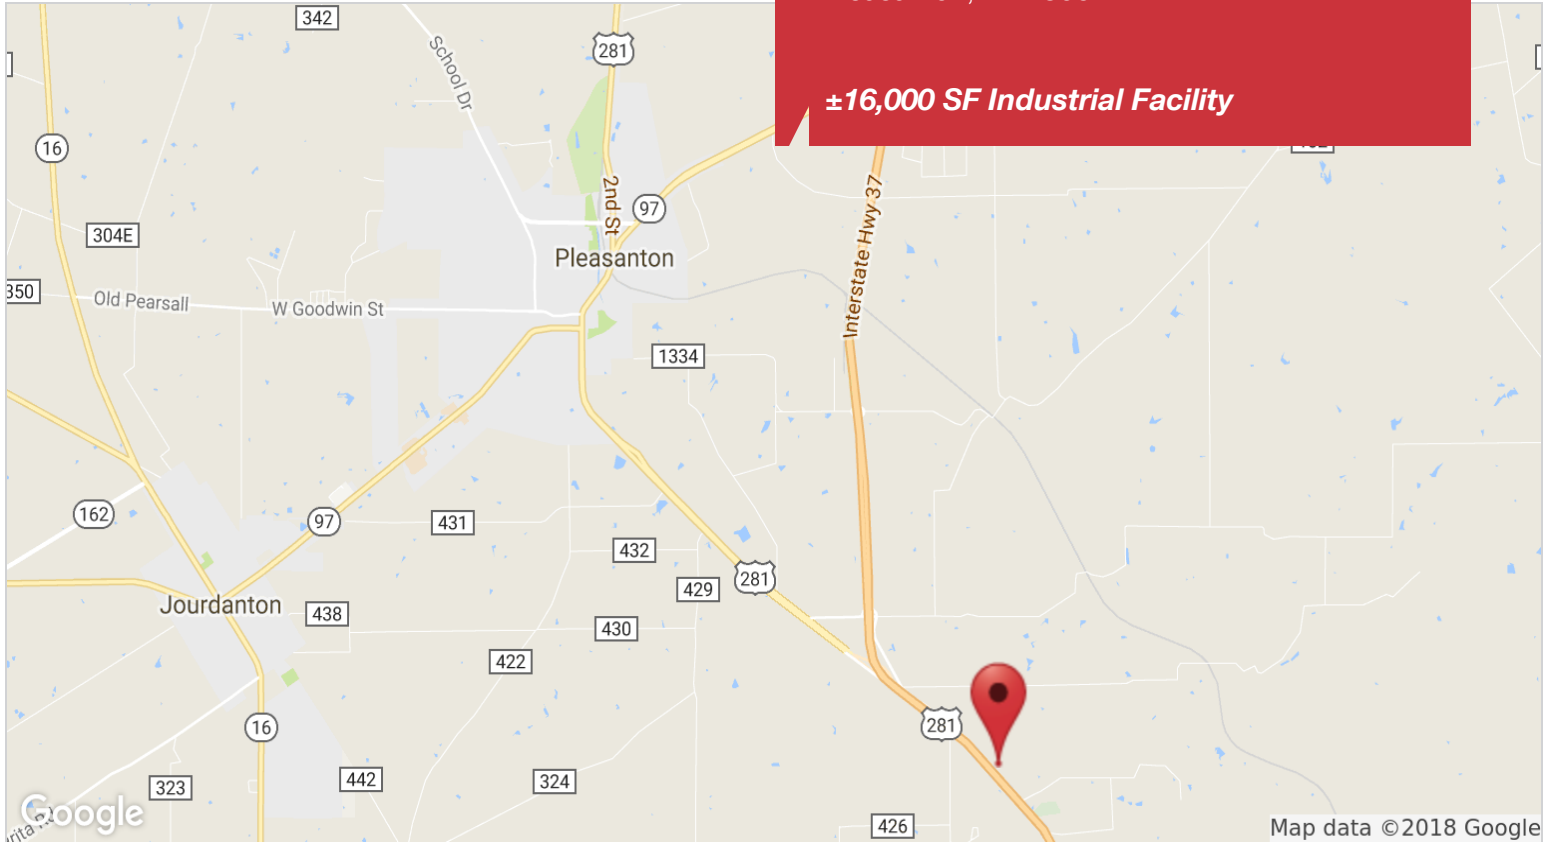 ±16,000 SF Industrial Facility
342
School Dr
281
16
2nd St
97
Interstate Hwy 37
304E
Pleasanton
350
Old Pearsall
W Goodwin St
1334
162
97
431
432
429
281
Jourdanton
438
430
422
16
281
323
442
324
426
Google
Map data ©2018 Google